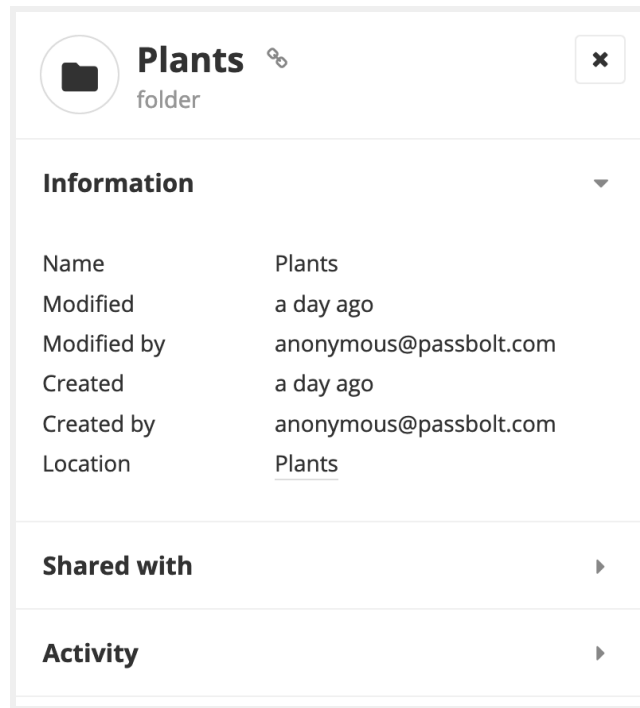 Plants
folder
Information
Name Plants
Modified a day ago
Modified by anonymous@passbolt.com
Created a day ago
Created by anonymous@passbolt.com
Location Plants
Shared with
Activity